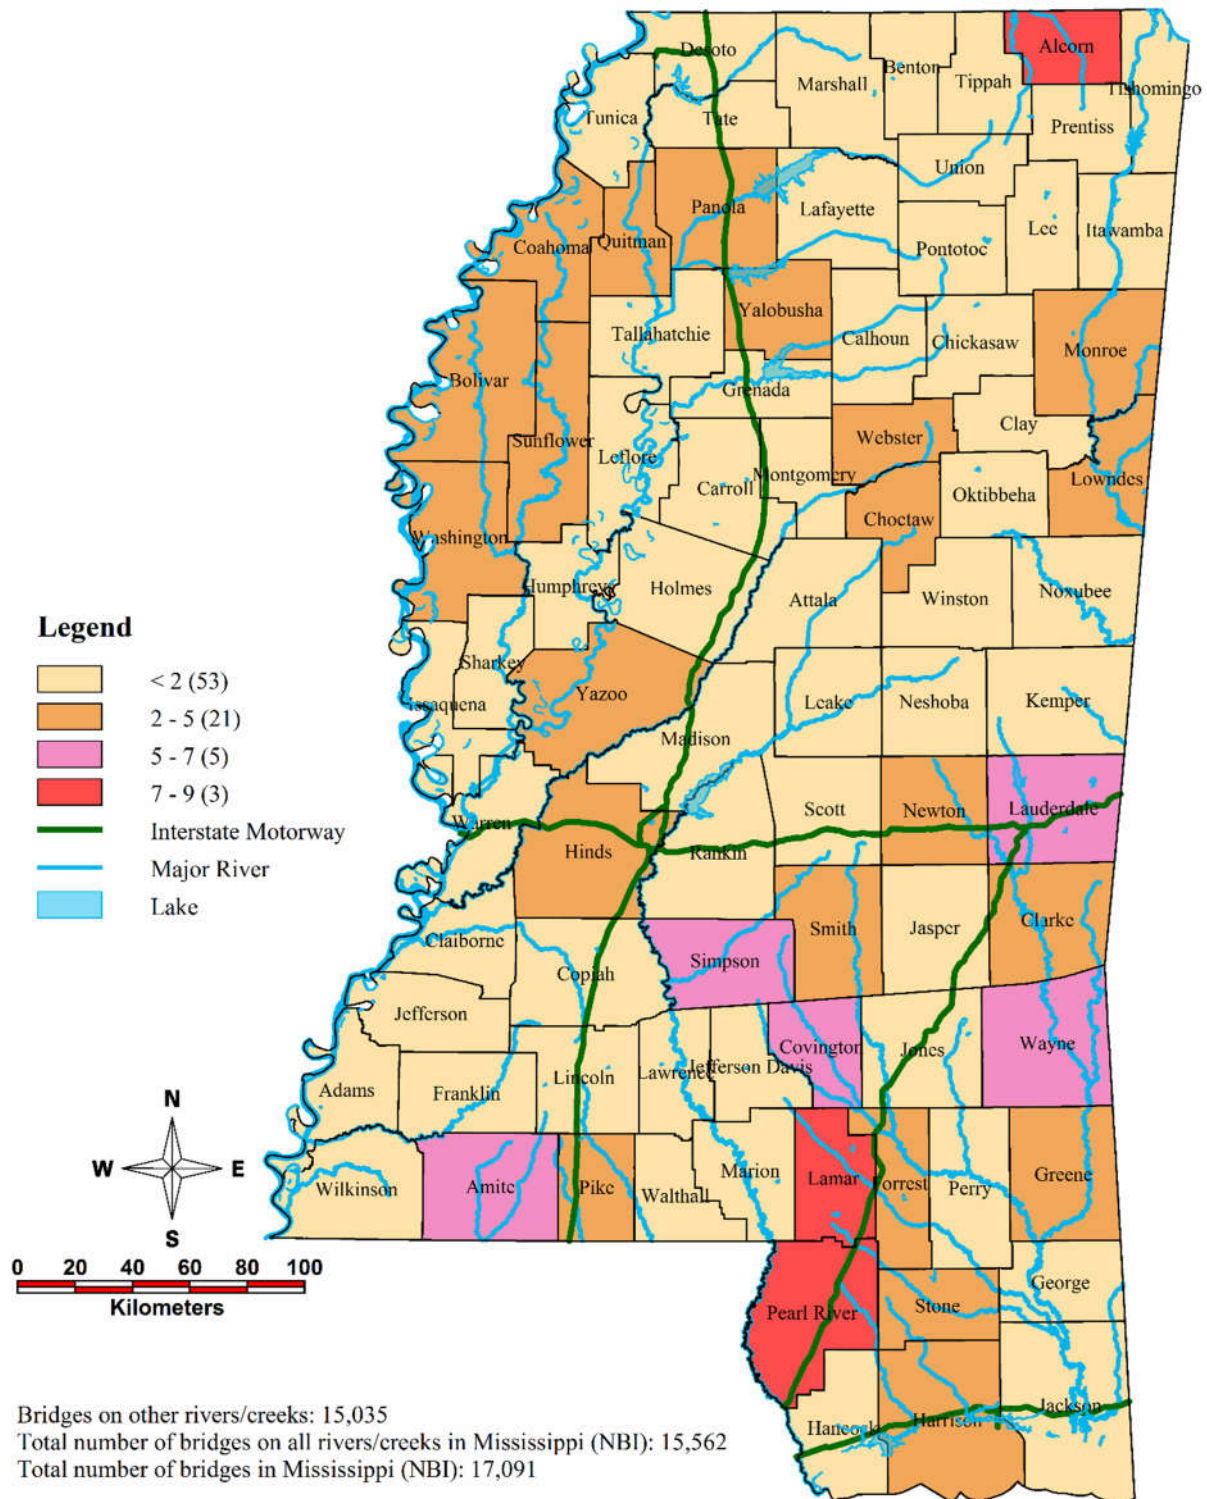 Desoto
Alcorn
Marshall
Benton
Tippah
Tishomingo
Tunica
Tate
Prentiss
Union
Panola
Lafayette
Coahoma
Quitman
Pontotoc
Lee
Itawamba
Tallahatchie
Yalobusha
Calhoun
Chickasaw
Monroe
Bolivar
Grenada
Sunflower
Leflore
Webster
Clay
Carroll
Montgomery
Lowndes
Oktibbeha
Choctaw
Washington
Humphreys
Holmes
Attala
Winston
Noxubee
Sharkey
Issaquena
Yazoo
Leake
Neshoba
Kemper
Madison
Legend
< 2 (53)
2 - 5 (21)
5 - 7 (5)
7 - 9 (3)
Interstate Motorway
Major River
Lake
Warren
Hinds
Rankin
Scott
Newton
Lauderdale
Claiborne
Copiah
Simpson
Smith
Jasper
Clarke
Jefferson
Adams
Franklin
Lincoln
Lawrence
Jefferson Davis
Covington
Jones
Wayne
Wilkinson
Amite
Pike
Walthall
Marion
Lamar
Forrest
Perry
Greene
N
W E
S
0 20 40 60 80 100
Kilometers
George
Pearl River
Stone
Hancock
Harrison
Jackson
Bridges on other rivers/creeks: 15,035
Total number of bridges on all rivers/creeks in Mississippi (NBI): 15,562
Total number of bridges in Mississippi (NBI): 17,091